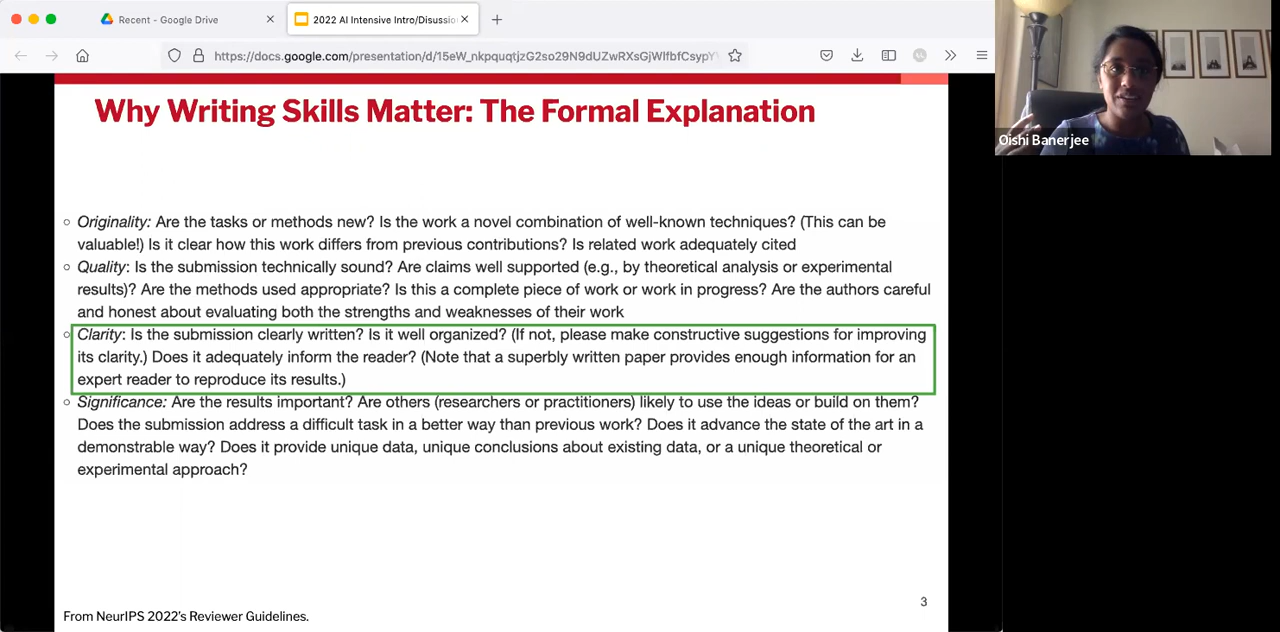 Recent - Google Drive
2022 AI Intensive Intro/Disussio
https://docs.google.com/presentation/d/15eW_nkpquqtjzG2so29N9dUZwRXsGjWlfbfCsypY
Why Writing Skills Matter: The Formal Explanation
Oishi Banerjee
Originality: Are the tasks or methods new? Is the work a novel combination of well-known techniques? (This can be
valuable!) Is it clear how this work differs from previous contributions? Is related work adequately cited
Quality: Is the submission technically sound? Are claims well supported (e.g., by theoretical analysis or experimental
results)? Are the methods used appropriate? Is this a complete piece of work or work in progress? Are the authors careful
and honest about evaluating both the strengths and weaknesses of their work
Clarity: Is the submission clearly written? Is it well organized? (If not, please make constructive suggestions for improving
its clarity.) Does it adequately inform the reader? (Note that a superbly written paper provides enough information for an
expert reader to reproduce its results.)
Significance: Are the results important? Are others (researchers or practitioners) likely to use the ideas or build on them?
Does the submission address a difficult task in a better way than previous work? Does it advance the state of the art in a
demonstrable way? Does it provide unique data, unique conclusions about existing data, or a unique theoretical or
experimental approach?
3
From NeurIPS 2022's Reviewer Guidelines.